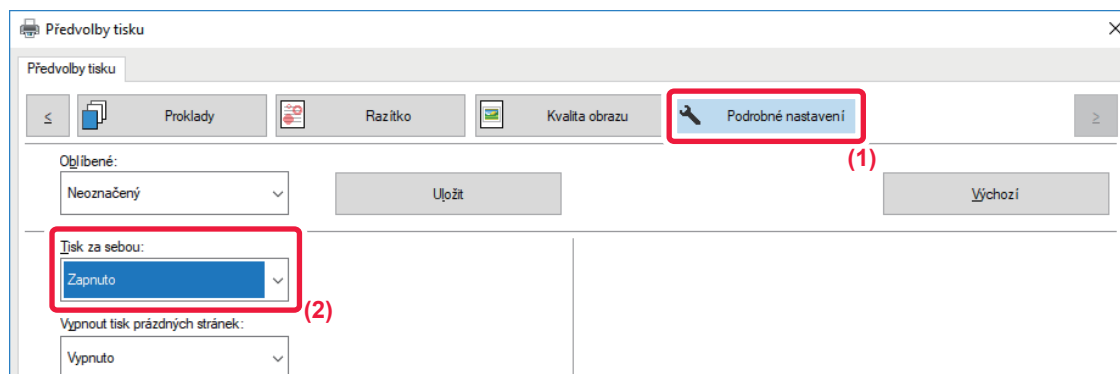 Předvolby tisku
Předvolby tisku
< Proklady Razítko Kvalita obrazu Podrobné nastavení >
(1)
Oblíbené:
Neoznačený Uložit Výchozí
Tisk za sebou:
Zapnuto
(2)
Vypnout tisk prázdných stránek:
Vypnuto